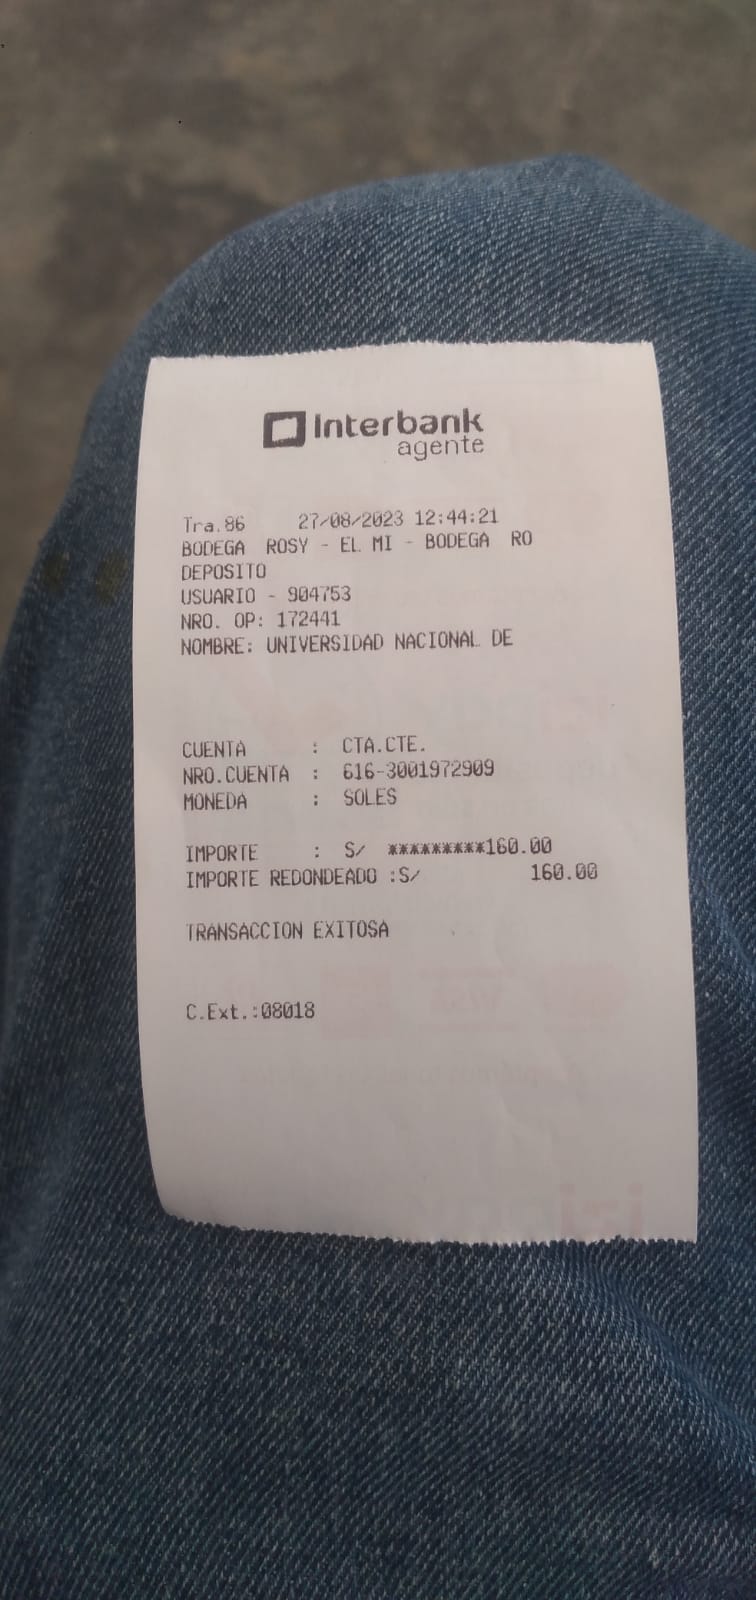 Interbank
agente
Tra.86 27/08/2023 12:44:21
BODEGA ROSY - EL MI - BODEGA RO
DEPOSITO
USUARIO - 904753
NRO. OP: 172441
NOMBRE: UNIVERSIDAD NACIONAL DE
CUENTA : CTA.CTE.
NRO.CUENTA : 616-3001972909
MONEDA : SOLES
IMPORTE : S/ *********160.00
IMPORTE REDONDEADO :S/ 160.00
TRANSACCION EXITOSA
C.Ext.:08018